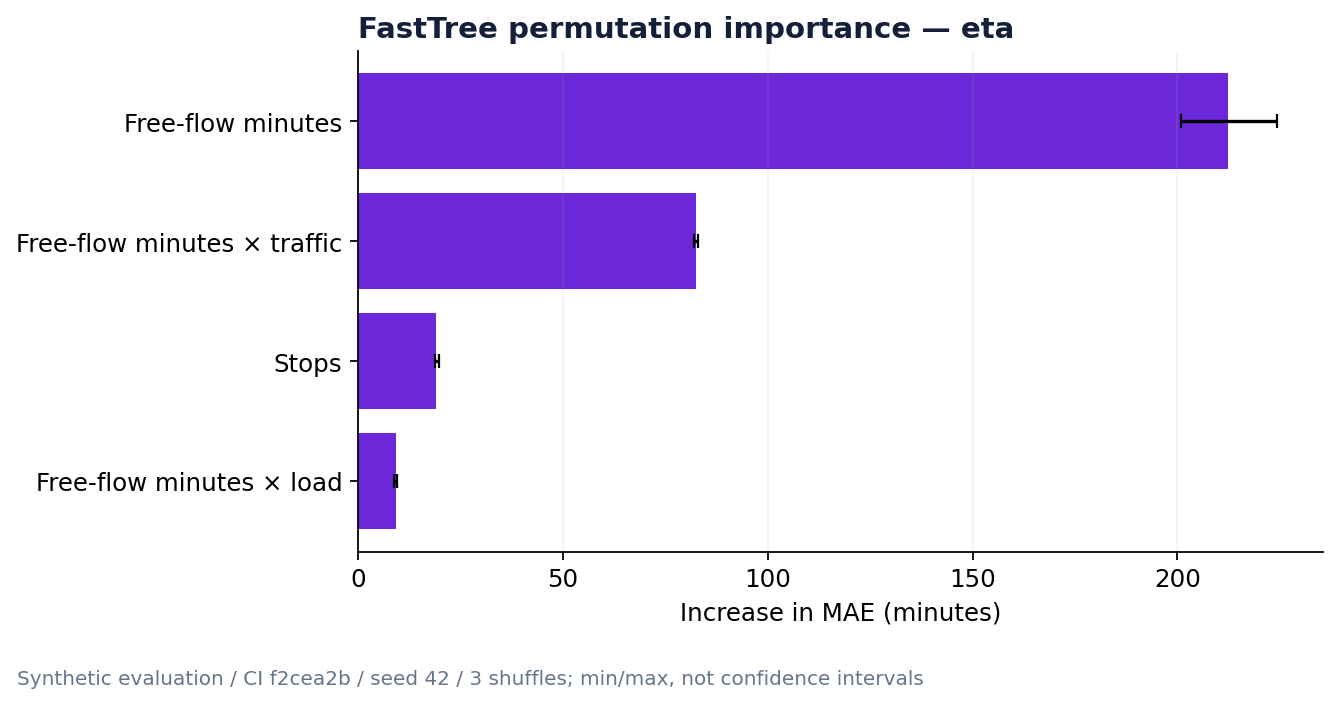 FastTree permutation importance — eta
Free-flow minutes
Free-flow minutes × traffic
Stops
Free-flow minutes × load
0 50 100 150 200
Increase in MAE (minutes)
Synthetic evaluation / CI f2cea2b / seed 42 / 3 shuffles; min/max, not confidence intervals